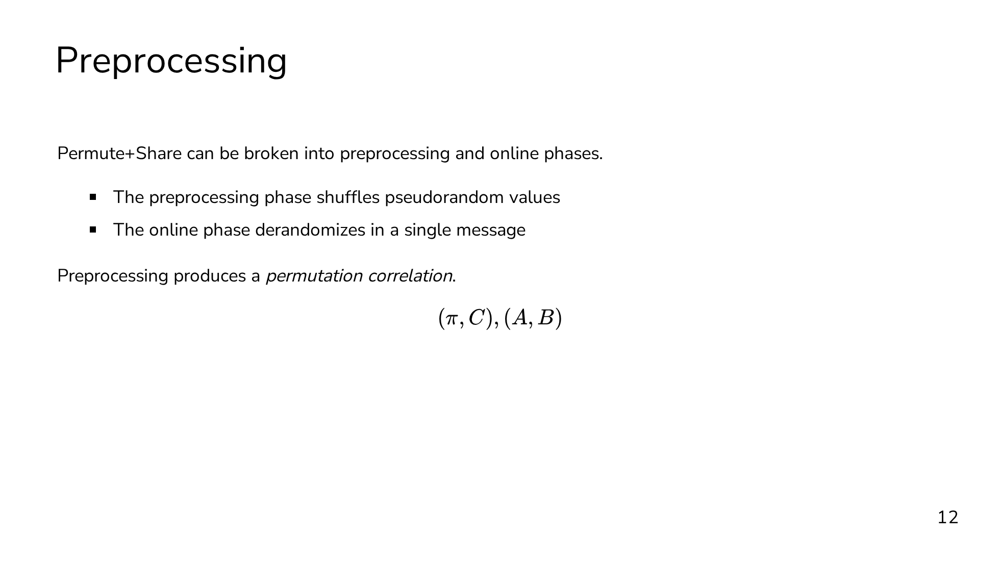 Preprocessing
Permute+Share can be broken into preprocessing and online phases.
▪ The preprocessing phase shuffles pseudorandom values
▪ The online phase derandomizes in a single message
Preprocessing produces a permutation correlation.
(π, C), (A, B)
12